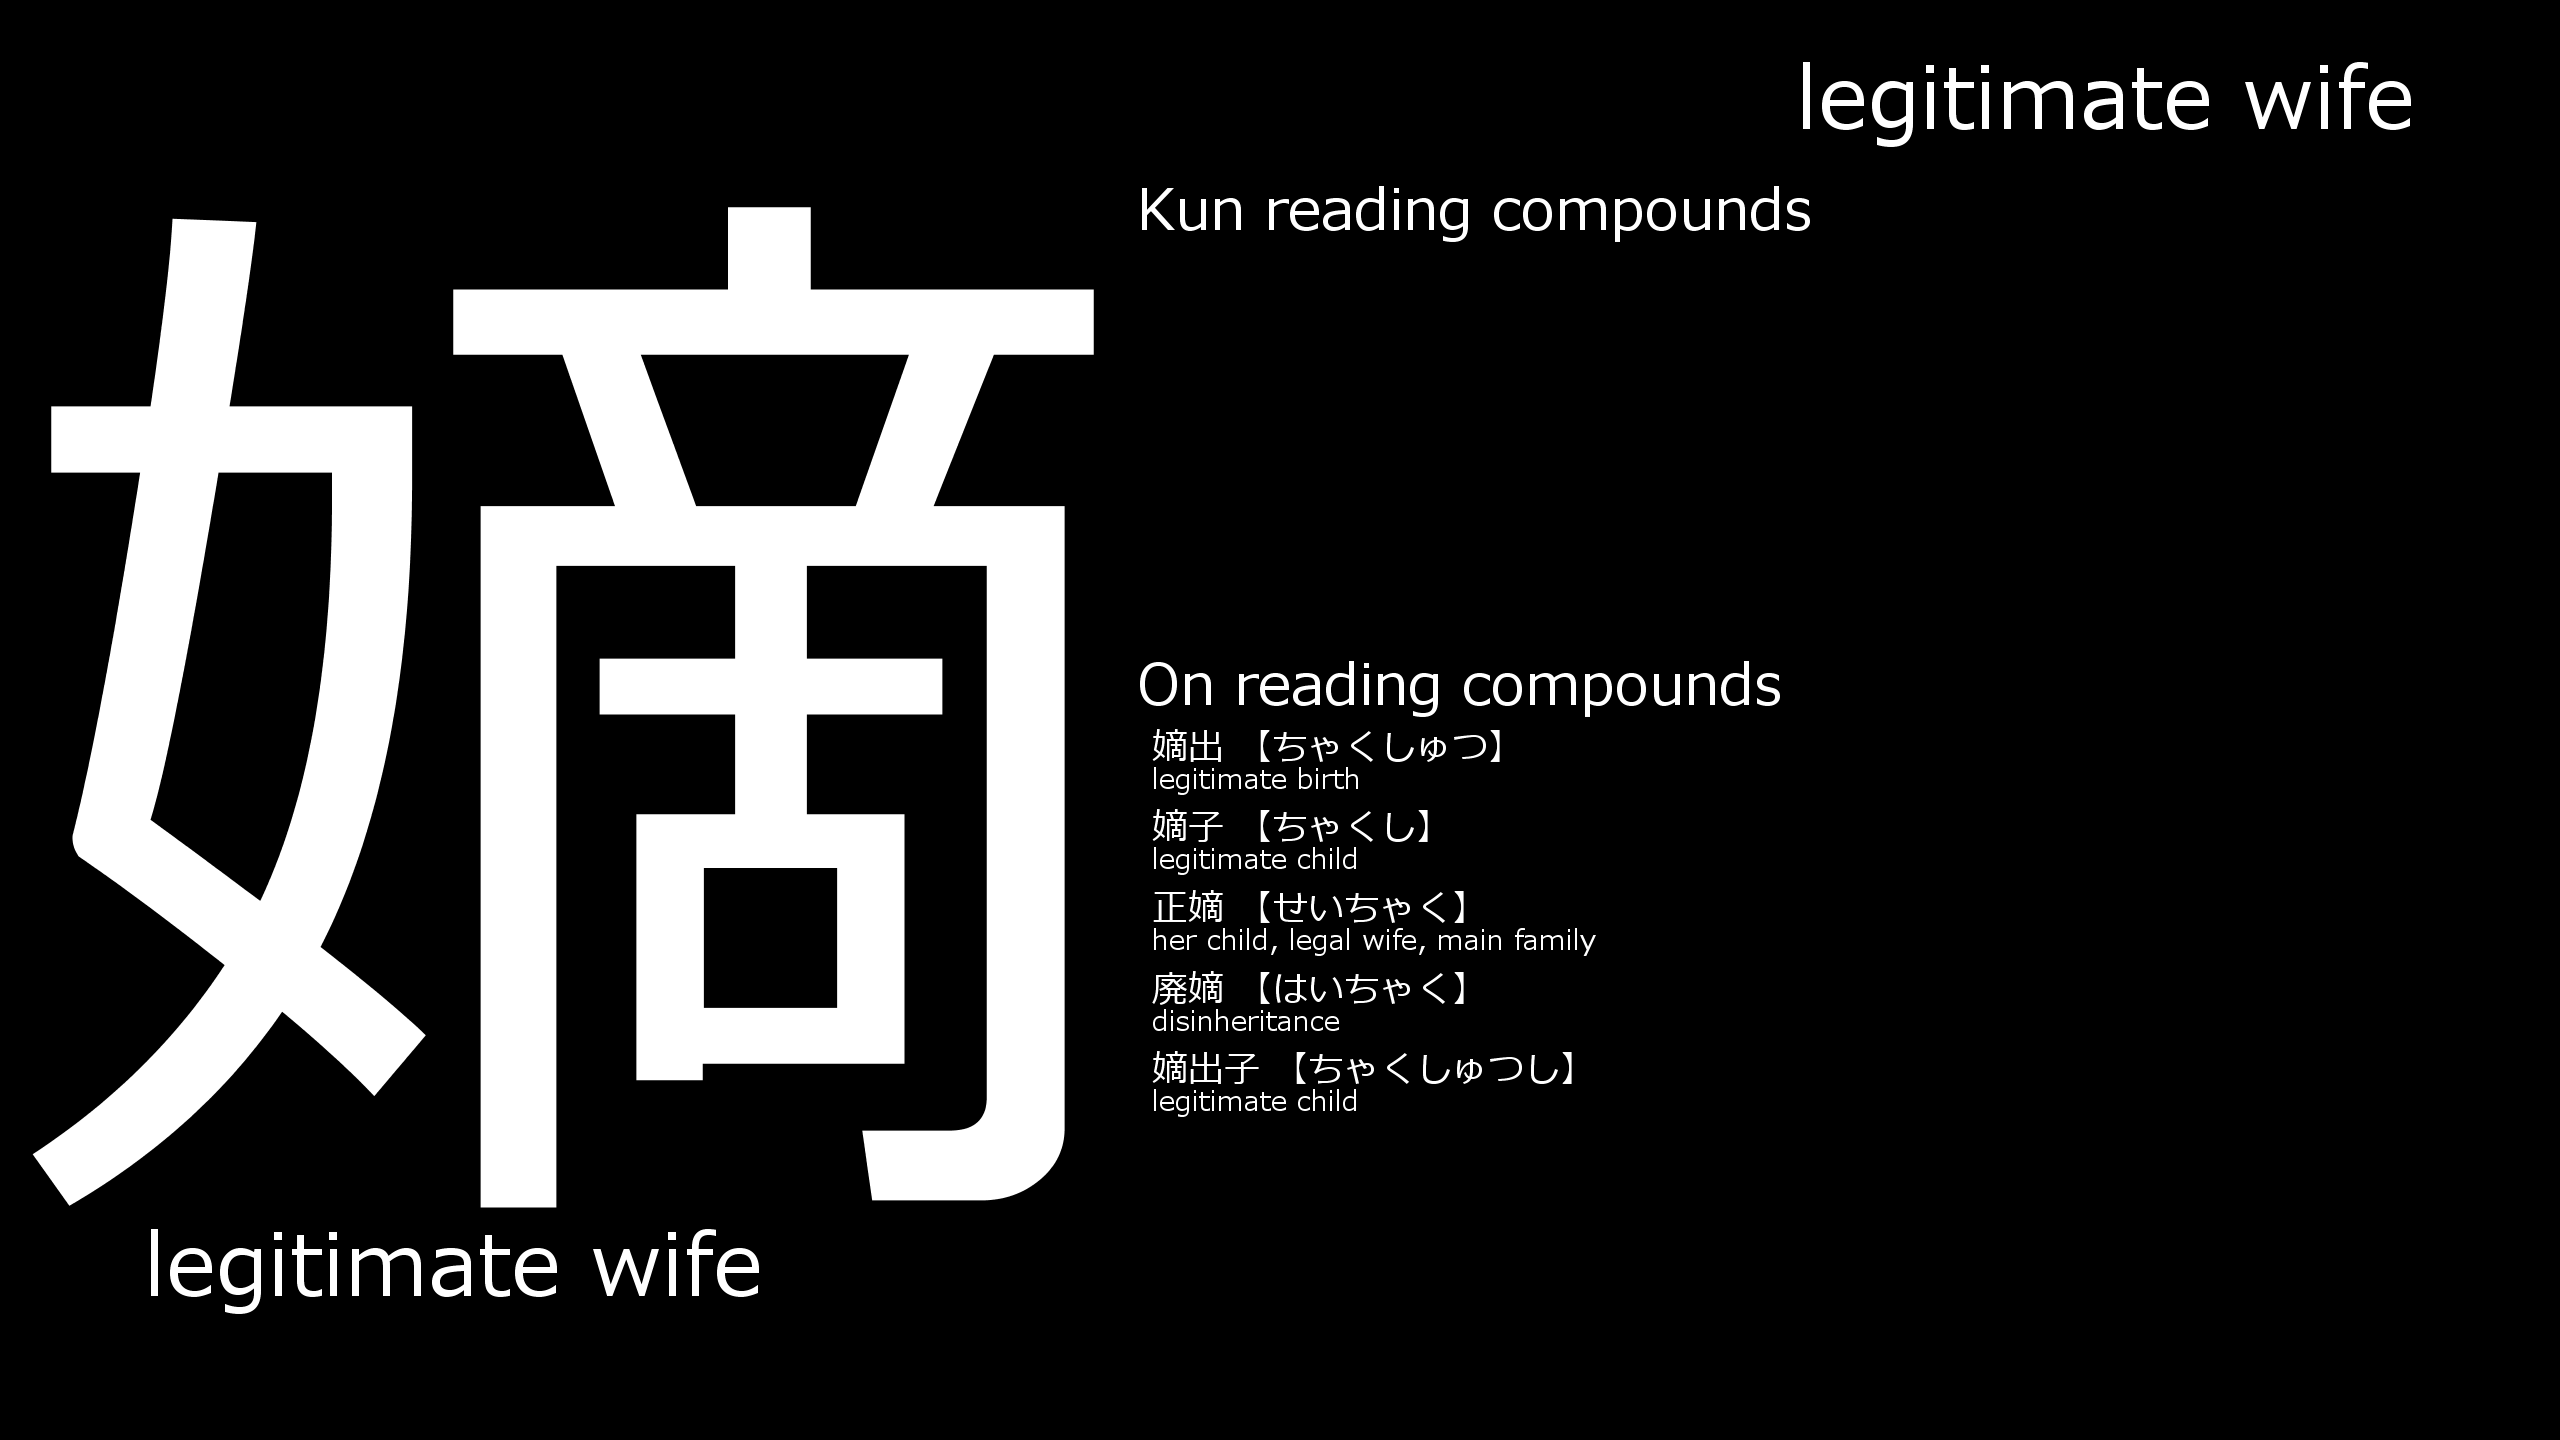 legitimate wife
嫡
legitimate wife
Kun reading compounds
On reading compounds
嫡出 【ちゃくしゅつ】
legitimate birth
嫡子 【ちゃくし】
legitimate child
正嫡 【せいちゃく】
her child, legal wife, main family
廃嫡 【はいちゃく】
disinheritance
嫡出子 【ちゃくしゅつし】
legitimate child